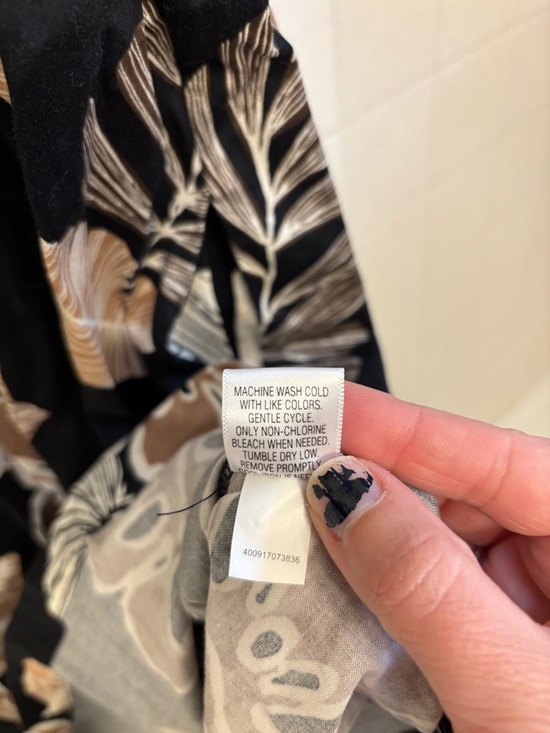 MACHINE WASH COLD
WITH LIKE COLORS.
GENTLE CYCLE.
ONLY NON-CHLORINE
BLEACH WHEN NEEDED.
TUMBLE DRY LOW.
REMOVE PROMPTLY
400917073836